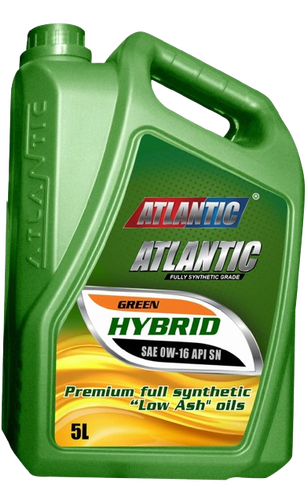 ATLANTIC
ATLANTIC ®
ATLANTIC
FULLY SYNTHETIC GRADE
GREEN
HYBRID
SAE 0W-16 API SN
Premium full synthetic
"Low Ash" oils
5L